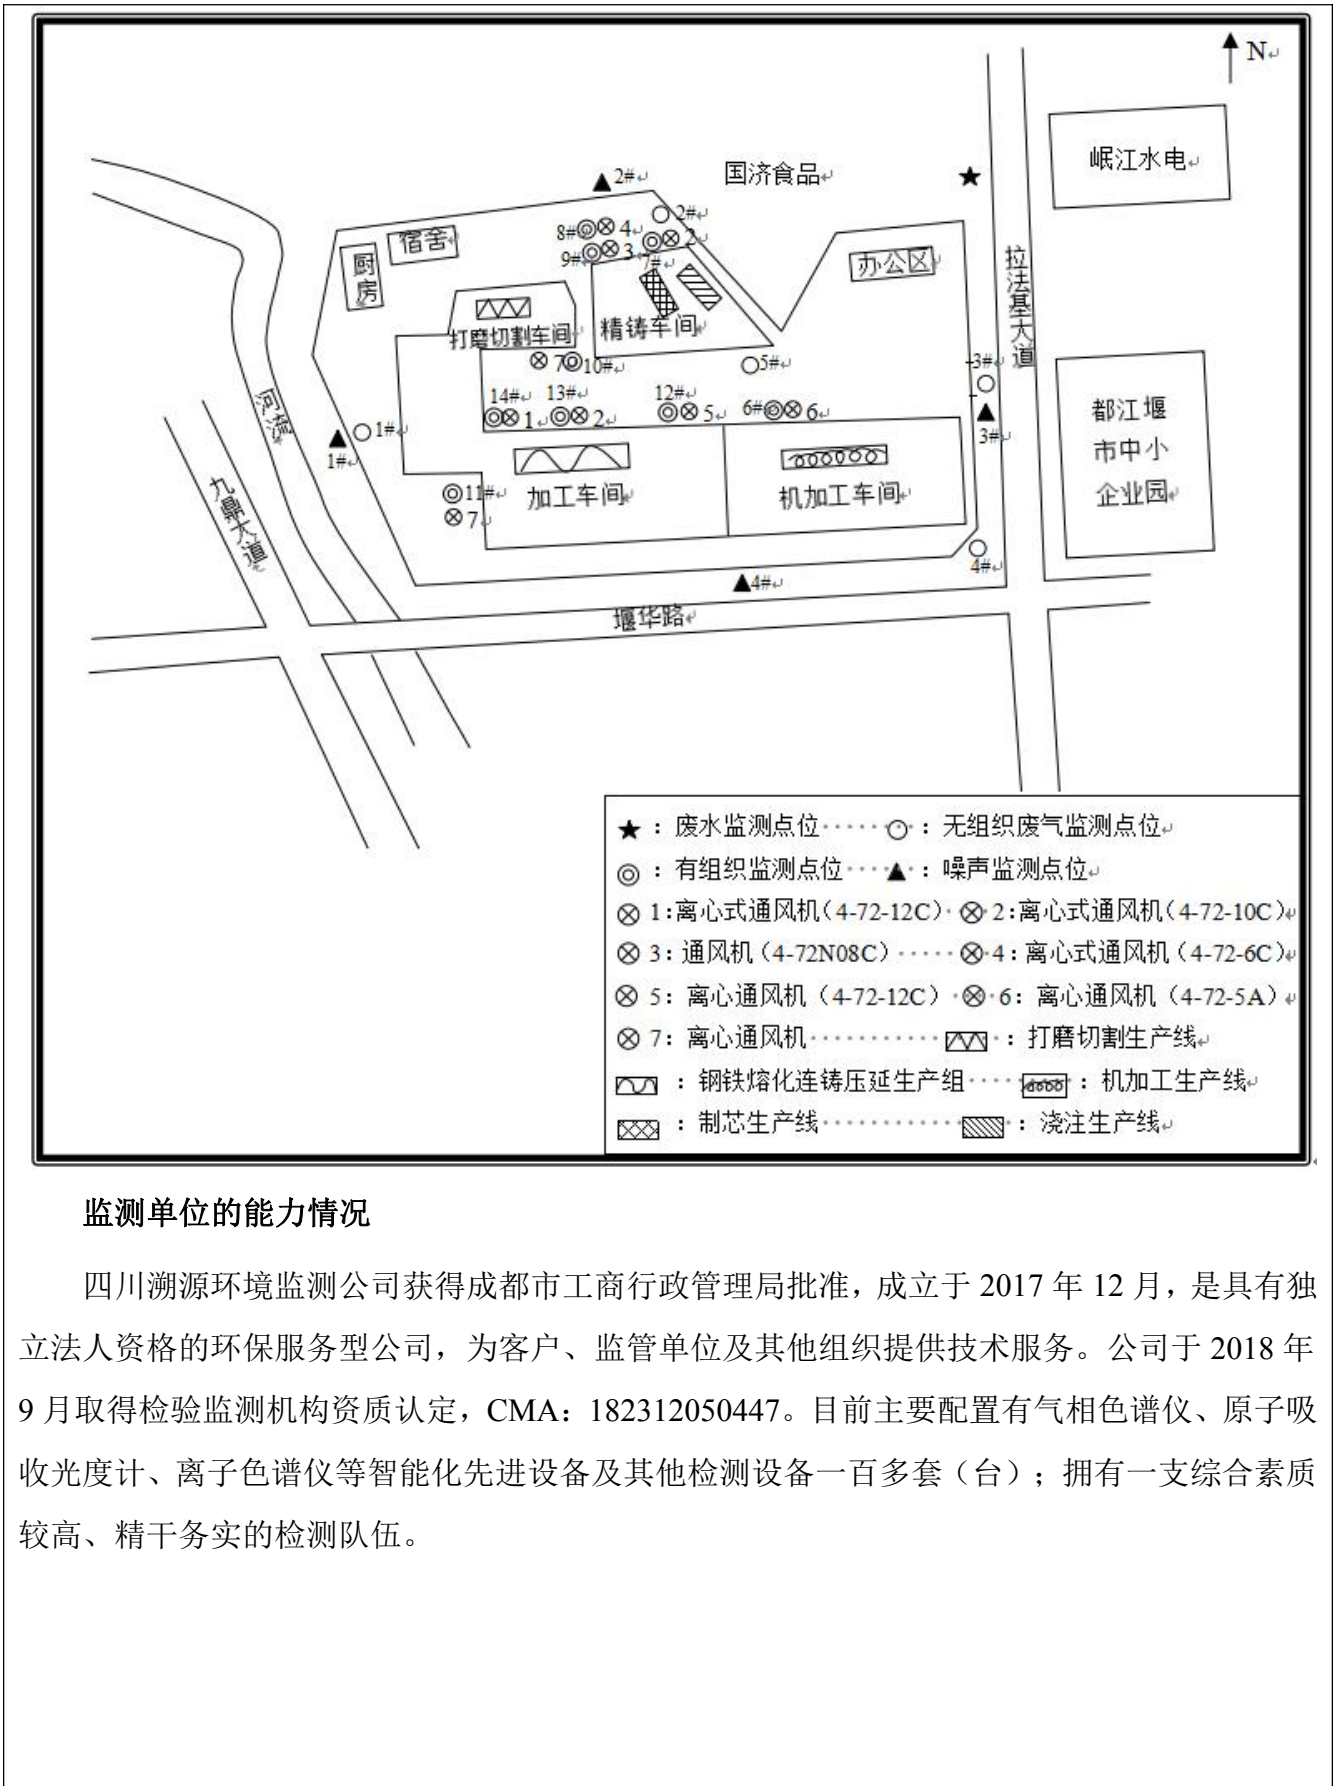 N
岷江水电
国济食品
2#
2#
宿舍
8# 4
2
办公区
9# 3
7#
厨房
拉法基大道
打磨切割车间
精铸车间
7 10#
5#
3#
14# 13#
12#
1 2
5 6# 6
河流
都江堰
市中小
企业园
1#
1#
3#
九鼎大道
11#
7
加工车间
机加工车间
4#
4#
堰华路
★：废水监测点位·····○：无组织废气监测点位
◎：有组织监测点位····▲·：噪声监测点位
⊗ 1:离心式通风机（4-72-12C）·⊗·2:离心式通风机（4-72-10C）
⊗ 3：通风机（4-72N08C）·····⊗·4：离心式通风机（4-72-6C）
⊗ 5：离心通风机（4-72-12C）·⊗·6：离心通风机（4-72-5A）
⊗ 7：离心通风机···········：打磨切割生产线
：钢铁熔化连铸压延生产组····：机加工生产线
：制芯生产线············：浇注生产线
监测单位的能力情况
四川溯源环境监测公司获得成都市工商行政管理局批准，成立于 2017 年 12 月，是具有独
立法人资格的环保服务型公司，为客户、监管单位及其他组织提供技术服务。公司于 2018 年
9 月取得检验监测机构资质认定，CMA：182312050447。目前主要配置有气相色谱仪、原子吸
收光度计、离子色谱仪等智能化先进设备及其他检测设备一百多套（台）；拥有一支综合素质
较高、精干务实的检测队伍。